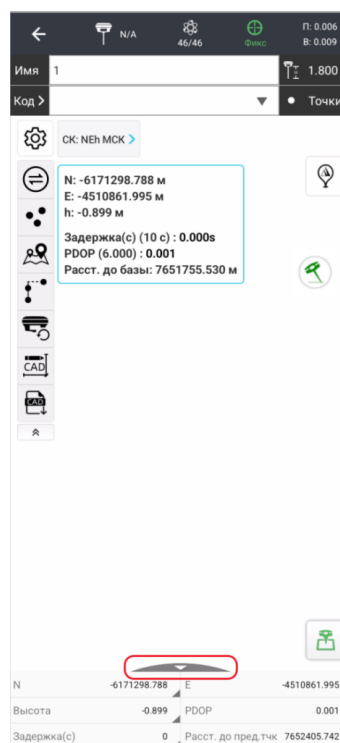 N/A
46/46
Фикс
П: 0.006
В: 0.009
Имя 1
1.800
Код >
Точки
СК: NEh МСК >
N: -6171298.788 м
E: -4510861.995 м
h: -0.899 м
Задержка(с) (10 с) : 0.000s
PDOP (6.000) : 0.001
Расст. до базы: 7651755.530 м
CAD
CAD
N -6171298.788 E -4510861.995
Высота -0.899 PDOP 0.001
Задержка(с) 0 Расст. до пред.тчк 7652405.742